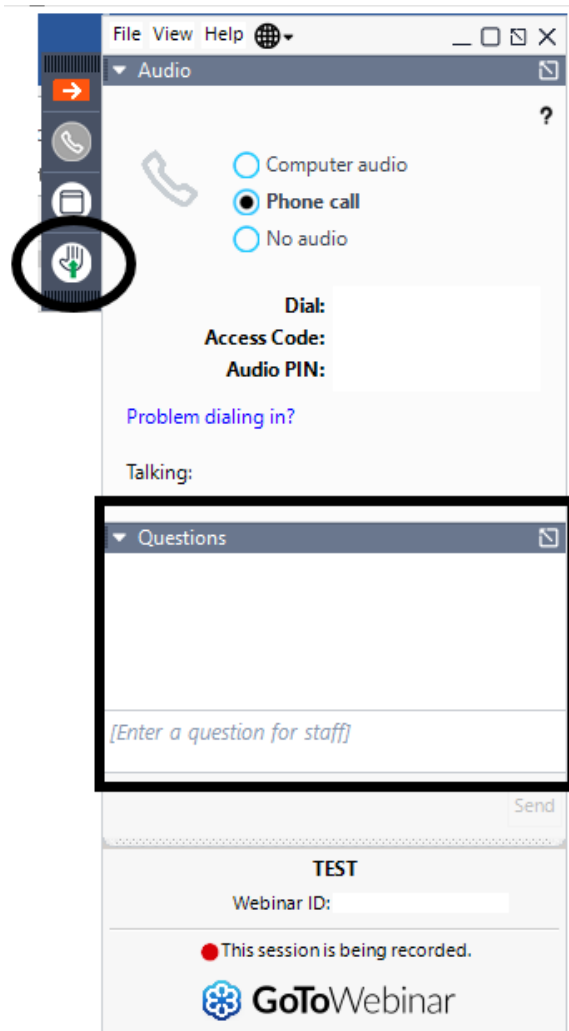 File View Help
Audio
?
Computer audio
Phone call
No audio
Dial:
Access Code:
Audio PIN:
Problem dialing in?
Talking:
Questions
[Enter a question for staff]
Send
TEST
Webinar ID:
This session is being recorded.
GoToWebinar